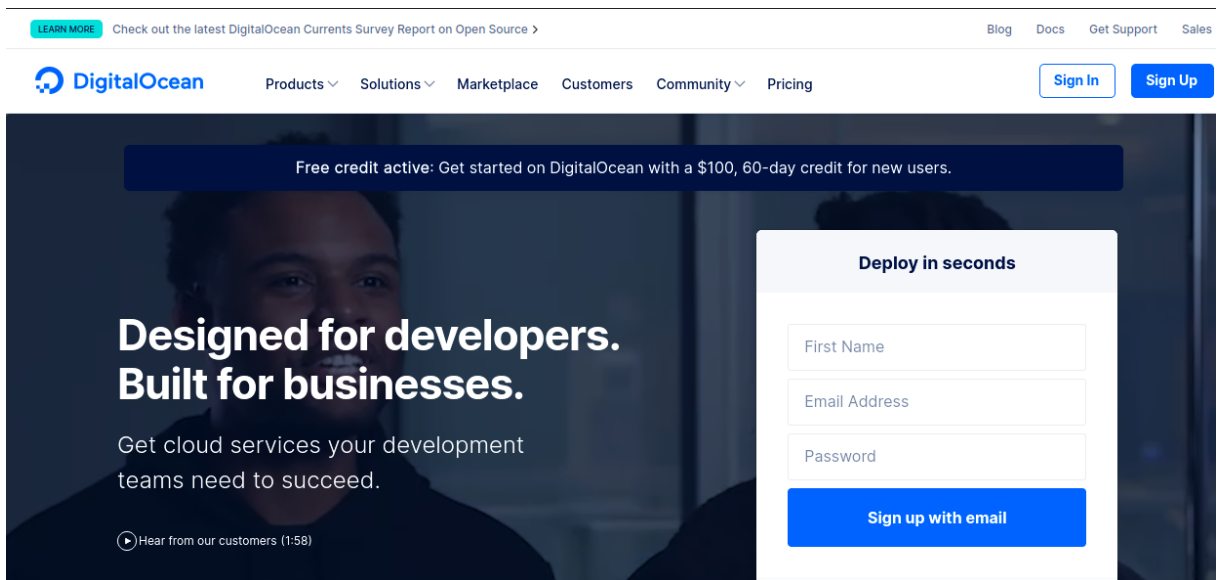 LEARN MORE Check out the latest DigitalOcean Currents Survey Report on Open Source
Blog Docs Get Support Sales
DigitalOcean Products Solutions Marketplace Customers Community Pricing Sign In Sign Up
Free credit active: Get started on DigitalOcean with a $100, 60-day credit for new users.
Designed for developers.
Built for businesses.
Get cloud services your development
teams need to succeed.
Hear from our customers (1:58)
Deploy in seconds
First Name
Email Address
Password
Sign up with email